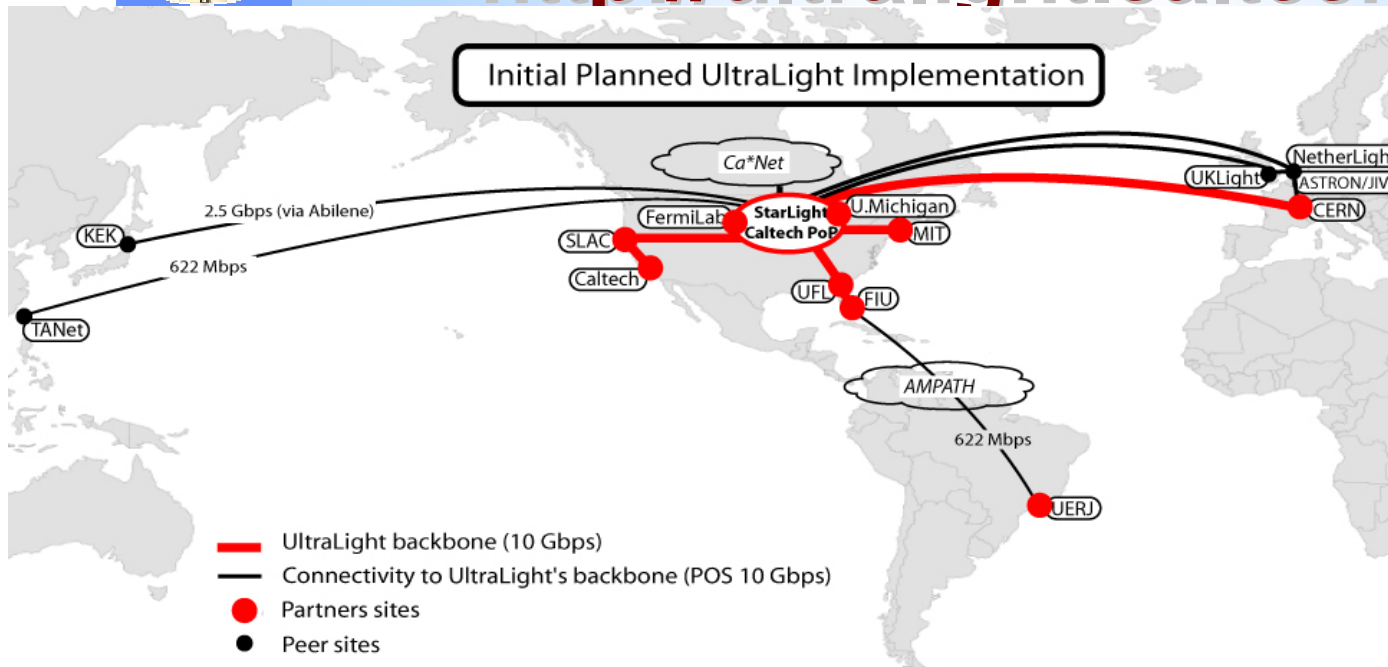 Initial Planned UltraLight Implementation
Ca*Net
NetherLigh
UKLight
ASTRON/JIV
CERN
2.5 Gbps (via Abilene)
FermiLab
StarLight
Caltech PoP
U.Michigan
MIT
KEK
SLAC
622 Mbps
Caltech
UFL
FIU
TANet
AMPATH
622 Mbps
UERJ
UltraLight backbone (10 Gbps)
Connectivity to UltraLight's backbone (POS 10 Gbps)
Partners sites
Peer sites